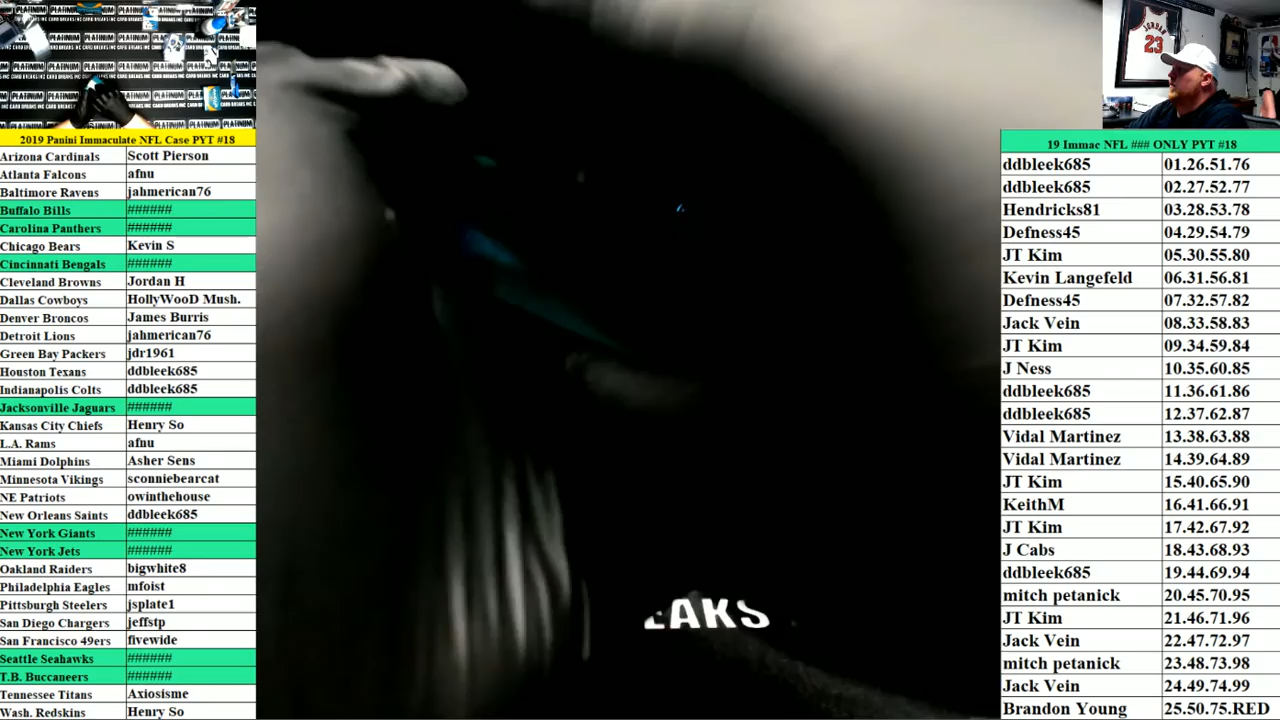 JORDAN
23
2019 Panini Immaculate NFL Case PYT #18
Arizona Cardinals Scott Pierson
Atlanta Falcons afnu
Baltimore Ravens jahmerican76
Buffalo Bills ######
Carolina Panthers ######
Chicago Bears Kevin S
Cincinnati Bengals ######
Cleveland Browns Jordan H
Dallas Cowboys HollyWooD Mush.
Denver Broncos James Burris
Detroit Lions jahmerican76
Green Bay Packers jdr1961
Houston Texans ddbleek685
Indianapolis Colts ddbleek685
Jacksonville Jaguars ######
Kansas City Chiefs Henry So
L.A. Rams afnu
Miami Dolphins Asher Sens
Minnesota Vikings sconniebearcat
NE Patriots owinthehouse
New Orleans Saints ddbleek685
New York Giants ######
New York Jets ######
Oakland Raiders bigwhite8
Philadelphia Eagles mfoist
Pittsburgh Steelers jsplate1
San Diego Chargers jeffstp
San Francisco 49ers fivewide
Seattle Seahawks ######
T.B. Buccaneers ######
Tennessee Titans Axiosisme
Wash. Redskins Henry So
EAKS
19 Immac NFL ### ONLY PYT #18
ddbleek685 01.26.51.76
ddbleek685 02.27.52.77
Hendricks81 03.28.53.78
Defness45 04.29.54.79
JT Kim 05.30.55.80
Kevin Langefeld 06.31.56.81
Defness45 07.32.57.82
Jack Vein 08.33.58.83
JT Kim 09.34.59.84
J Ness 10.35.60.85
ddbleek685 11.36.61.86
ddbleek685 12.37.62.87
Vidal Martinez 13.38.63.88
Vidal Martinez 14.39.64.89
JT Kim 15.40.65.90
KeithM 16.41.66.91
JT Kim 17.42.67.92
J Cabs 18.43.68.93
ddbleek685 19.44.69.94
mitch petanick 20.45.70.95
JT Kim 21.46.71.96
Jack Vein 22.47.72.97
mitch petanick 23.48.73.98
Jack Vein 24.49.74.99
Brandon Young 25.50.75.RED